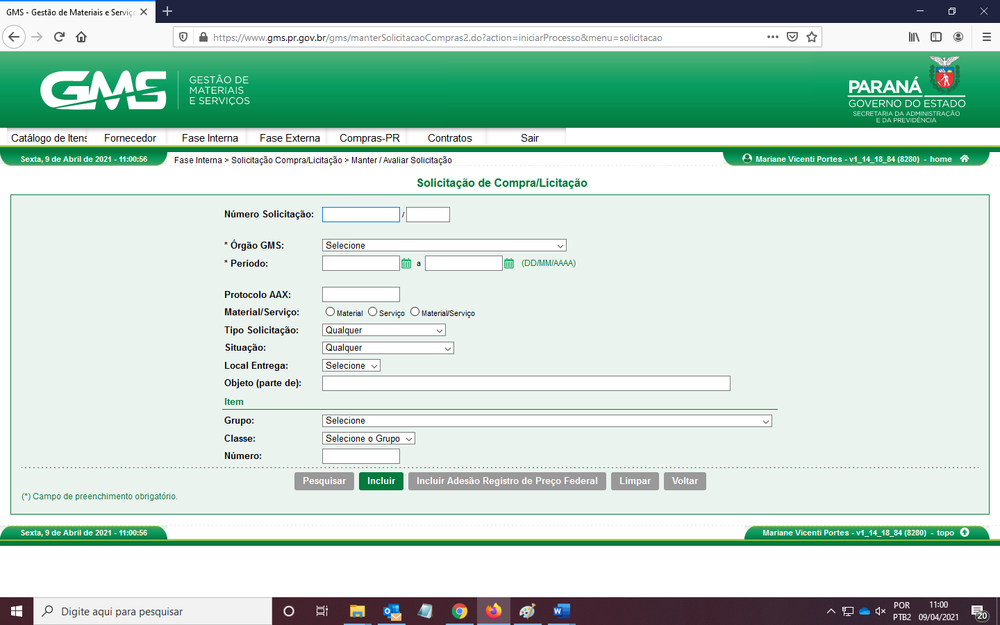 GMS - Gestão de Materiais e Serviço
https://www.gms.pr.gov.br/gms/manterSolicitacaoCompras2.do?action=iniciarProcesso&menu=solicitacao
GMS
GESTÃO DE
MATERIAIS
E SERVIÇOS
PARANÁ
GOVERNO DO ESTADO
SECRETARIA DA ADMINISTRAÇÃO
E DA PREVIDÊNCIA
Catálogo de Itens Fornecedor Fase Interna Fase Externa Compras-PR Contratos Sair
Sexta, 9 de Abril de 2021 - 11:00:56
Fase Interna > Solicitação Compra/Licitação > Manter / Avaliar Solicitação
Mariane Vicenti Portes - v1_14_18_84 (8280) - home
Solicitação de Compra/Licitação
Número Solicitação: /
* Órgão GMS: Selecione
* Período: a (DD/MM/AAAA)
Protocolo AAX:
Material/Serviço: Material Serviço Material/Serviço
Tipo Solicitação: Qualquer
Situação: Qualquer
Local Entrega: Selecione
Objeto (parte de):
Item
Grupo: Selecione
Classe: Selecione o Grupo
Número:
Pesquisar Incluir Incluir Adesão Registro de Preço Federal Limpar Voltar
(*) Campo de preenchimento obrigatório.
Sexta, 9 de Abril de 2021 - 11:00:56
Mariane Vicenti Portes - v1_14_18_84 (8280) - topo
Digite aqui para pesquisar
POR
PTB2
11:00
09/04/2021
20